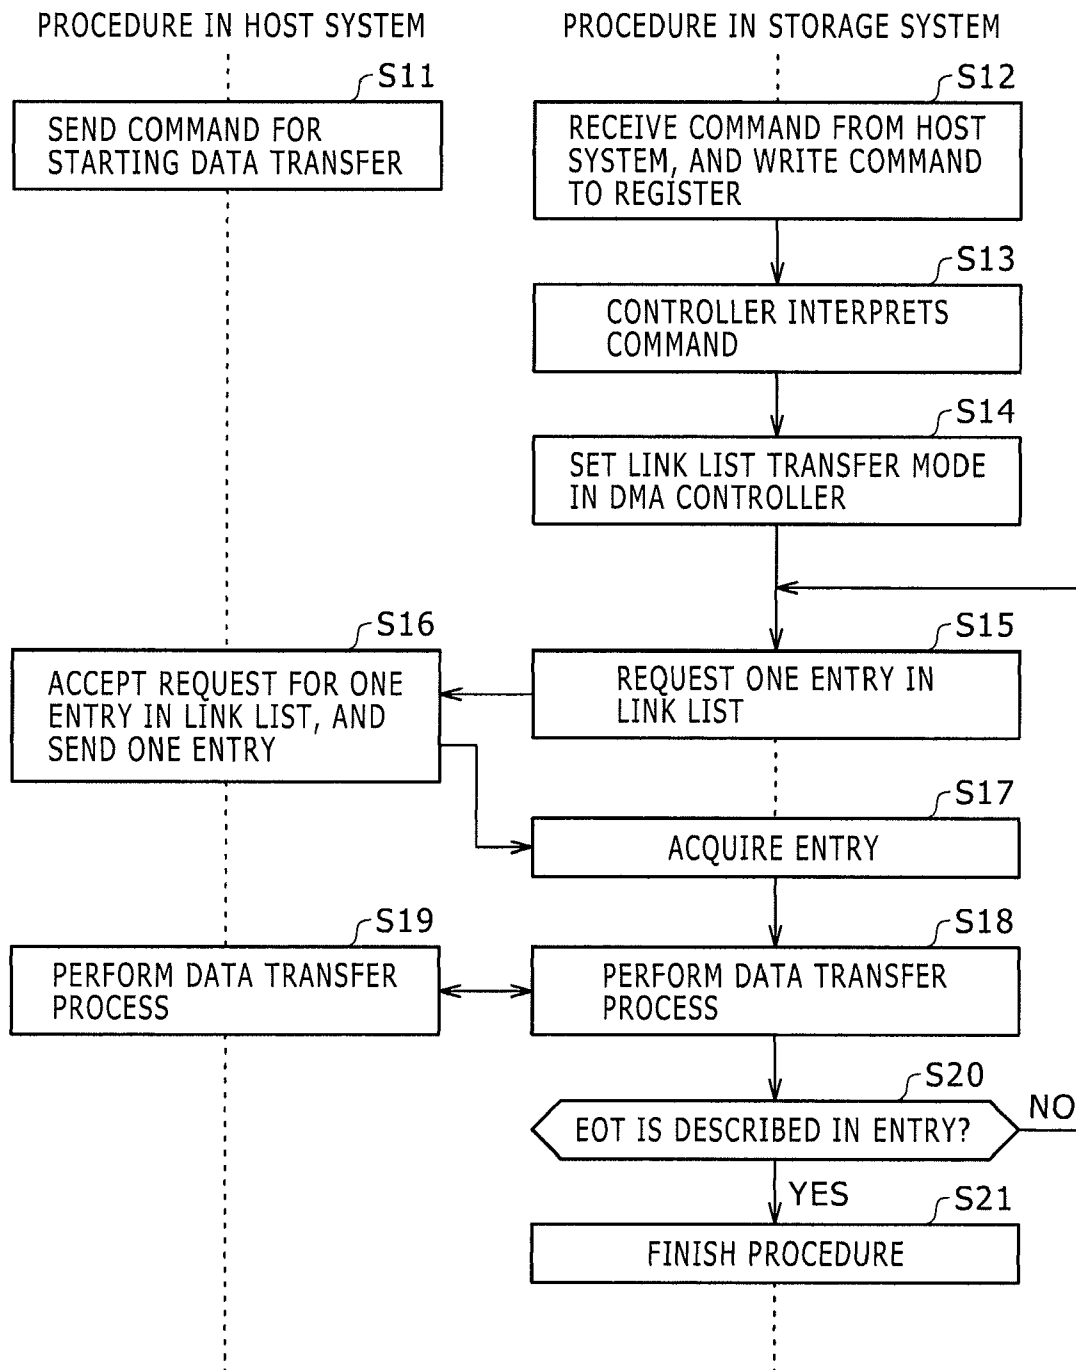 PROCEDURE IN HOST SYSTEM
PROCEDURE IN STORAGE SYSTEM
S11
SEND COMMAND FOR
STARTING DATA TRANSFER
S12
RECEIVE COMMAND FROM HOST
SYSTEM, AND WRITE COMMAND
TO REGISTER
S13
CONTROLLER INTERPRETS
COMMAND
S14
SET LINK LIST TRANSFER MODE
IN DMA CONTROLLER
S16
ACCEPT REQUEST FOR ONE
ENTRY IN LINK LIST, AND
SEND ONE ENTRY
S15
REQUEST ONE ENTRY IN
LINK LIST
S17
ACQUIRE ENTRY
S19
PERFORM DATA TRANSFER
PROCESS
S18
PERFORM DATA TRANSFER
PROCESS
S20
EOT IS DESCRIBED IN ENTRY?
NO
YES
S21
FINISH PROCEDURE